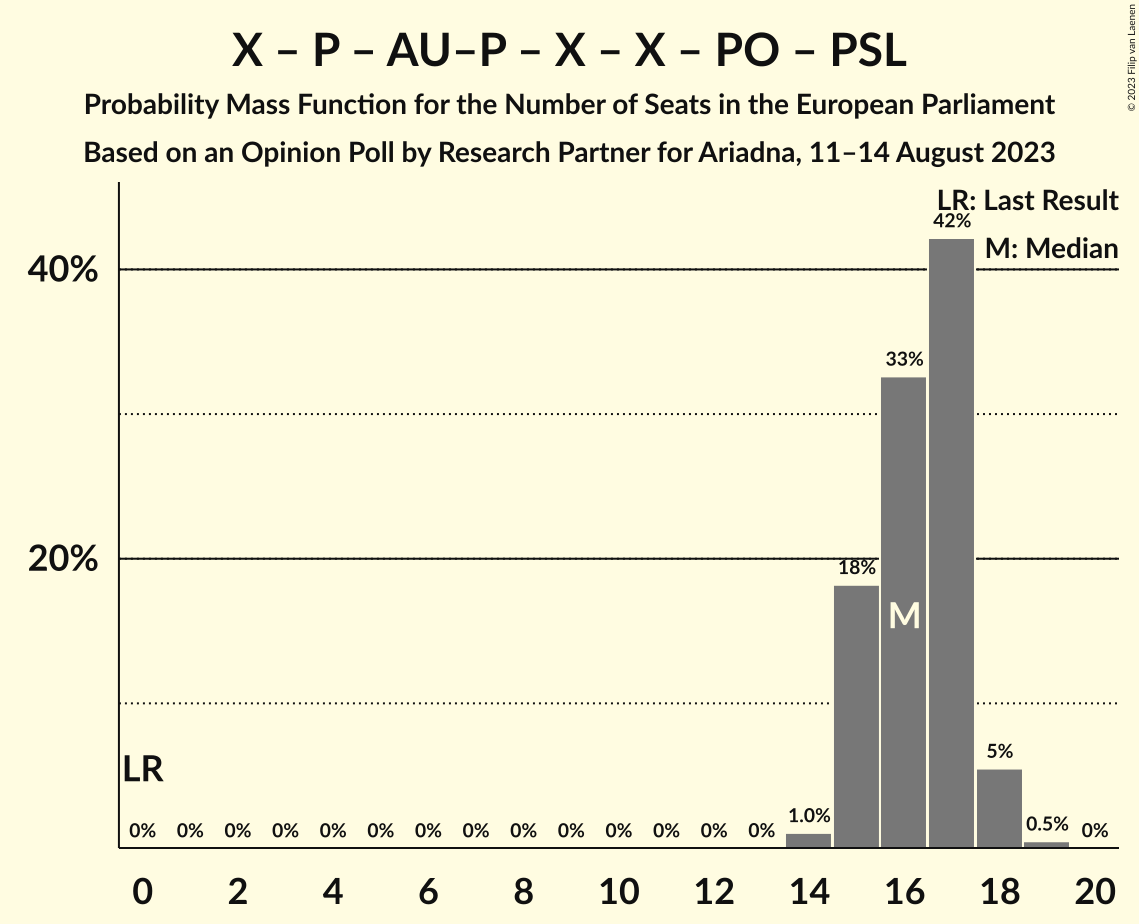 X – P – AU–P – X – X – PO – PSL
Probability Mass Function for the Number of Seats in the European Parliament
Based on an Opinion Poll by Research Partner for Ariadna, 11–14 August 2023
© 2023 Filip van Laenen
LR: Last Result
M: Median
40%
20%
42%
33%
18%
M
LR
5%
0% 0% 0% 0% 0% 0% 0% 0% 0% 0% 0% 0% 0% 0% 1.0% 0.5% 0%
0 2 4 6 8 10 12 14 16 18 20